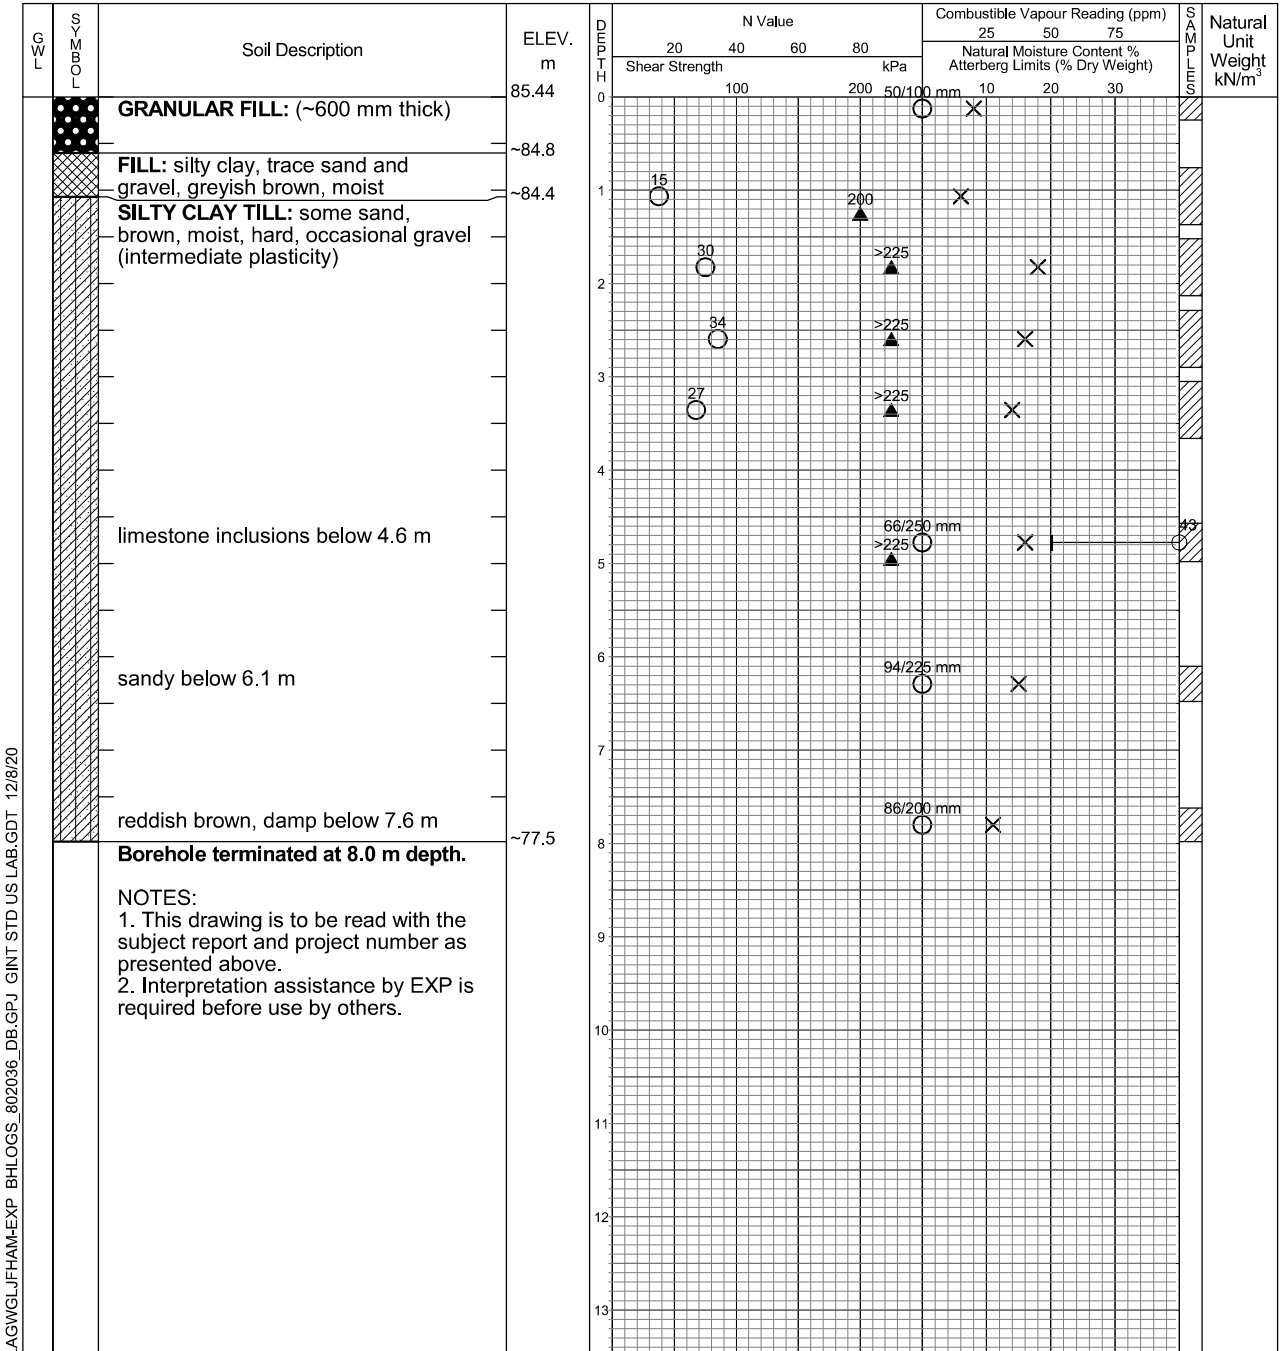 GWL
SYMBOL
Soil Description
ELEV.
m
DEPTH
N Value
20 40 60 80
Shear Strength kPa
100 200
Combustible Vapour Reading (ppm)
25 50 75
Natural Moisture Content %
Atterberg Limits (% Dry Weight)
10 20 30
SAMPLES
Natural
Unit
Weight
kN/m³
85.44
0
50/100 mm
GRANULAR FILL: (~600 mm thick)
~84.8
FILL: silty clay, trace sand and
gravel, greyish brown, moist
~84.4
1
15
200
SILTY CLAY TILL: some sand,
brown, moist, hard, occasional gravel
(intermediate plasticity)
30
>225
2
34
>225
3
27
>225
4
limestone inclusions below 4.6 m
66/250 mm
43
>225
5
6
sandy below 6.1 m
94/225 mm
7
reddish brown, damp below 7.6 m
86/200 mm
~77.5
8
Borehole terminated at 8.0 m depth.
NOTES:
1. This drawing is to be read with the
subject report and project number as
presented above.
2. Interpretation assistance by EXP is
required before use by others.
9
10
11
12
13
AGWGLJFHAM-EXP BHLOGS_802036_DB.GPJ GINT STD US LAB.GDT 12/8/20